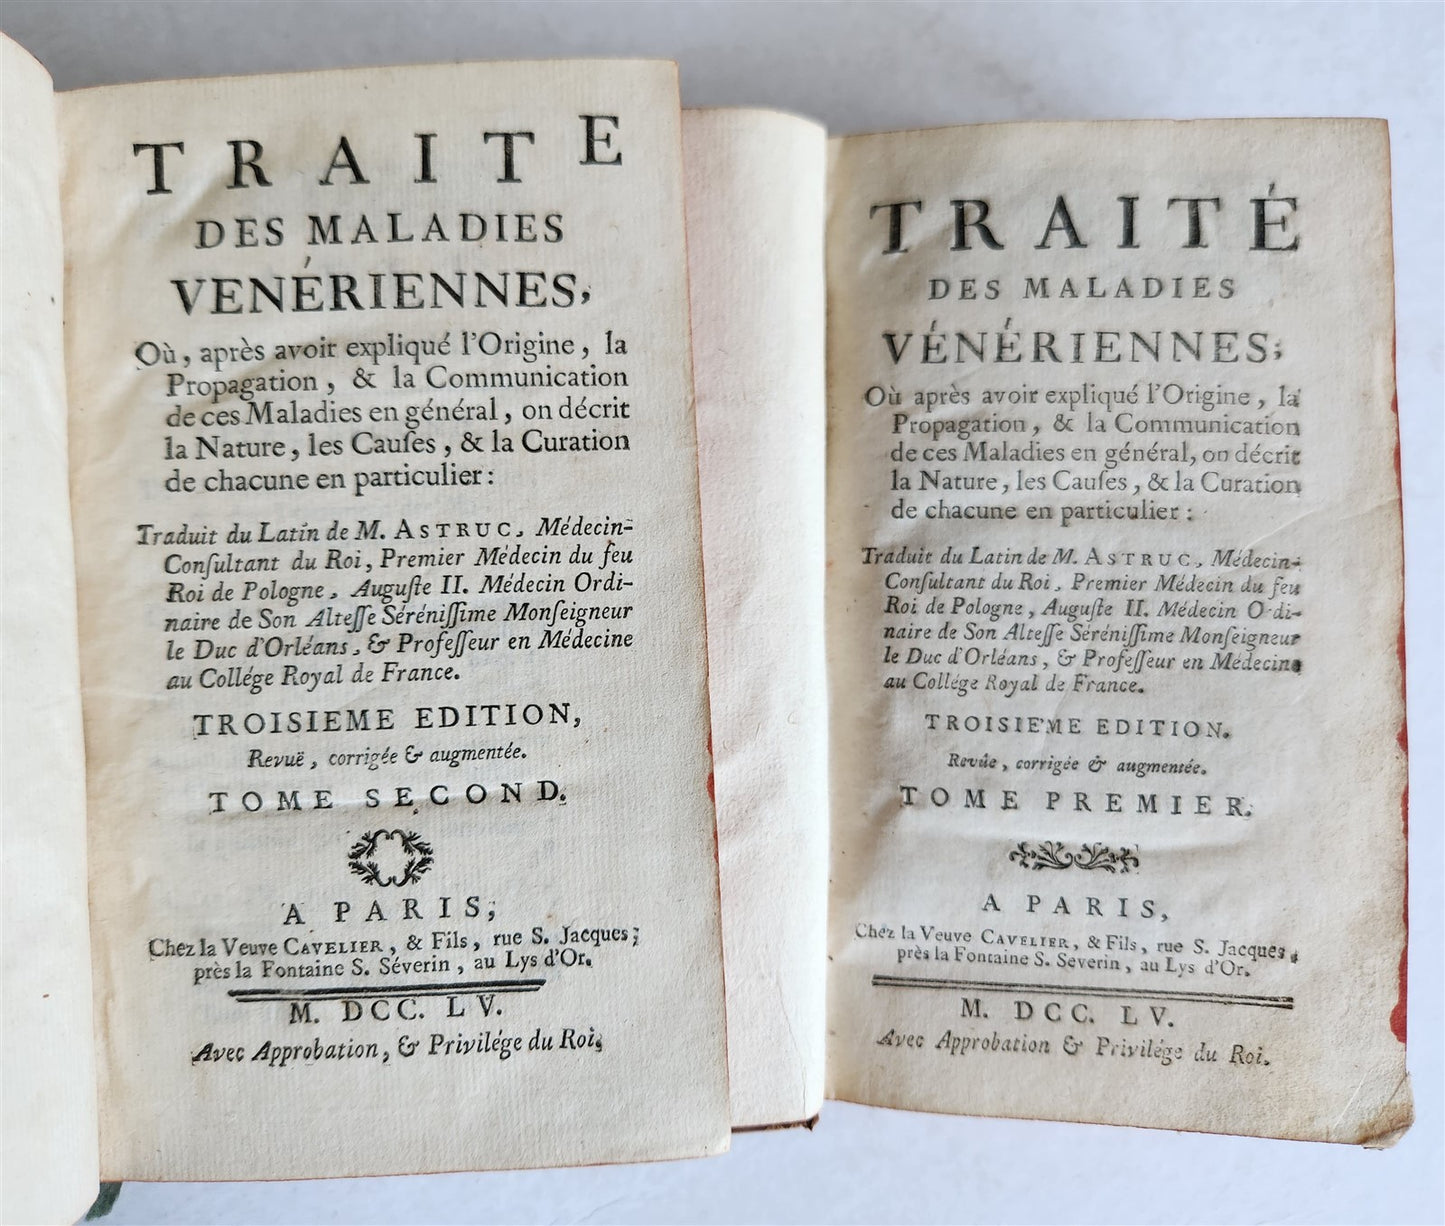 TRAITE
DES MALADIES
VENÉRIENNES,
Où, après avoir expliqué l'Origine, la
Propagation, & la Communication
de ces Maladies en général, on décrit
la Nature, les Cauſes, & la Curation
de chacune en particulier :
Traduit du Latin de M. ASTRUC, Médecin-
Conſultant du Roi, Premier Médecin du feu
Roi de Pologne, Auguſte II. Médecin Ordi-
naire de Son Alteſſe Séréniſſime Monſeigneur
le Duc d'Orléans, & Profeſſeur en Médecine
au Collége Royal de France.
TROISIEME EDITION,
Revuë, corrigée & augmentée.
TOME SECOND.
A PARIS,
Chez la Veuve CAVELIER, & Fils, rue S. Jacques;
près la Fontaine S. Séverin, au Lys d'Or.
M. DCC. LV.
Avec Approbation, & Privilége du Roi.
TRAITÉ
DES MALADIES
VÉNÉRIENNES;
Où après avoir expliqué l'Origine, la
Propagation, & la Communication
de ces Maladies en général, on décrit
la Nature, les Cauſes, & la Curation
de chacune en particulier :
Traduit du Latin de M. ASTRUC, Médecin-
Conſultant du Roi, Premier Médecin du feu
Roi de Pologne, Auguſte II. Médecin Ordi-
naire de Son Alteſſe Séréniſſime Monſeigneur
le Duc d'Orléans, & Profeſſeur en Médecine
au Collége Royal de France.
TROISIE'ME EDITION.
Revûe, corrigée & augmentée.
TOME PREMIER.
A PARIS,
Chez la Veuve CAVELIER, & Fils, rue S. Jacques,
près la Fontaine S. Severin, au Lys d'Or.
M. DCC. LV.
Avec Approbation & Privilége du Roi.